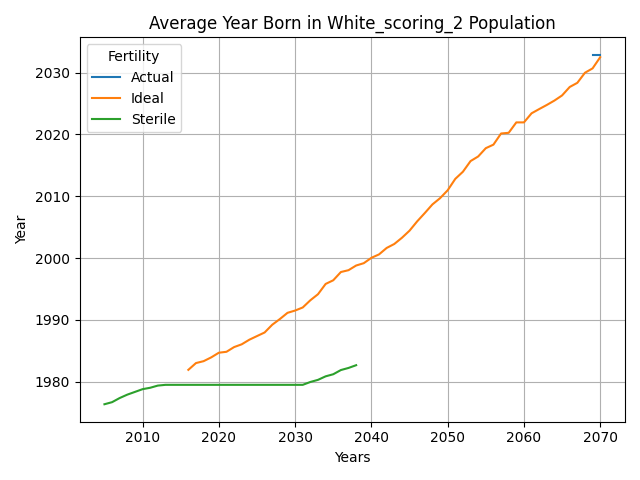 Average Year Born in White_scoring_2 Population
Fertility
Actual
Ideal
Sterile
Year
2030
2020
2010
2000
1990
1980
2010
2020
2030
2040
2050
2060
2070
Years